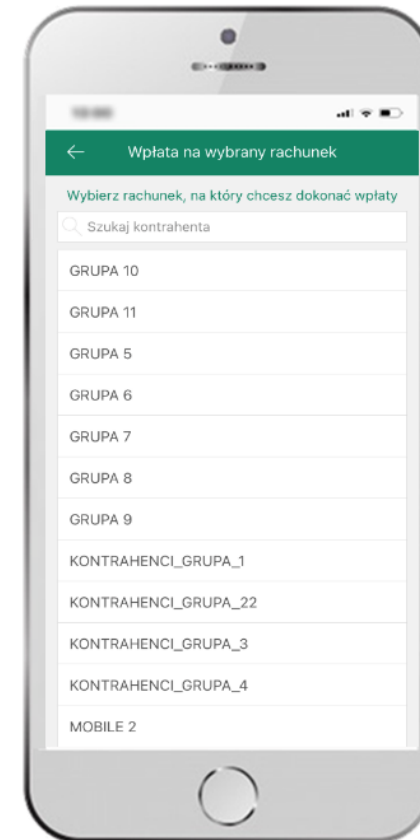 Wpłata na wybrany rachunek
Wybierz rachunek, na który chcesz dokonać wpłaty
Szukaj kontrahenta
GRUPA 10
GRUPA 11
GRUPA 5
GRUPA 6
GRUPA 7
GRUPA 8
GRUPA 9
KONTRAHENCI_GRUPA_1
KONTRAHENCI_GRUPA_22
KONTRAHENCI_GRUPA_3
KONTRAHENCI_GRUPA_4
MOBILE 2